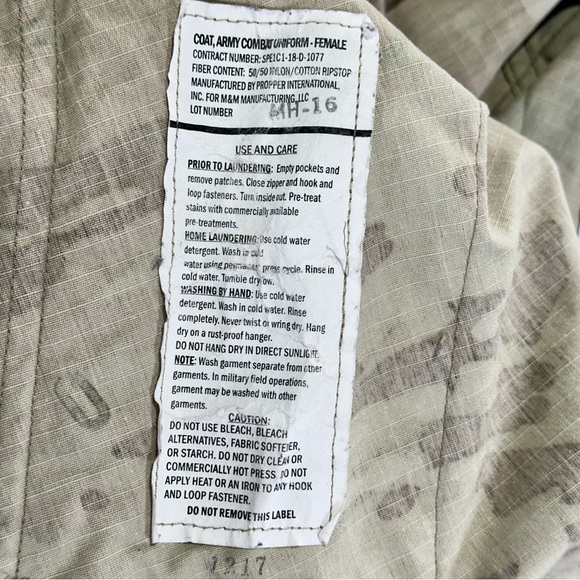 COAT, ARMY COMBAT UNIFORM - FEMALE
CONTRACT NUMBER: SPE1C1-18-D-1077
FIBER CONTENT: 50/50 NYLON/COTTON RIPSTOP
MANUFACTURED BY PROPPER INTERNATIONAL,
INC. FOR M&M MANUFACTURING, LLC
LOT NUMBER MH-16
USE AND CARE
PRIOR TO LAUNDERING: Empty pockets and
remove patches. Close zipper and hook and
loop fasteners. Turn inside out. Pre-treat
stains with commercially available
pre-treatments.
HOME LAUNDERING: Use cold water
detergent. Wash in cold
water using permanent press cycle. Rinse in
cold water. Tumble dry low.
WASHING BY HAND: Use cold water
detergent. Wash in cold water. Rinse
completely. Never twist or wring dry. Hang
dry on a rust-proof hanger.
DO NOT HANG DRY IN DIRECT SUNLIGHT.
NOTE: Wash garment separate from other
garments. In military field operations,
garment may be washed with other
garments.
CAUTION:
DO NOT USE BLEACH, BLEACH
ALTERNATIVES, FABRIC SOFTENER,
OR STARCH. DO NOT DRY CLEAN OR
COMMERCIALLY HOT PRESS. DO NOT
APPLY HEAT OR AN IRON TO ANY HOOK
AND LOOP FASTENER.
DO NOT REMOVE THIS LABEL
1217